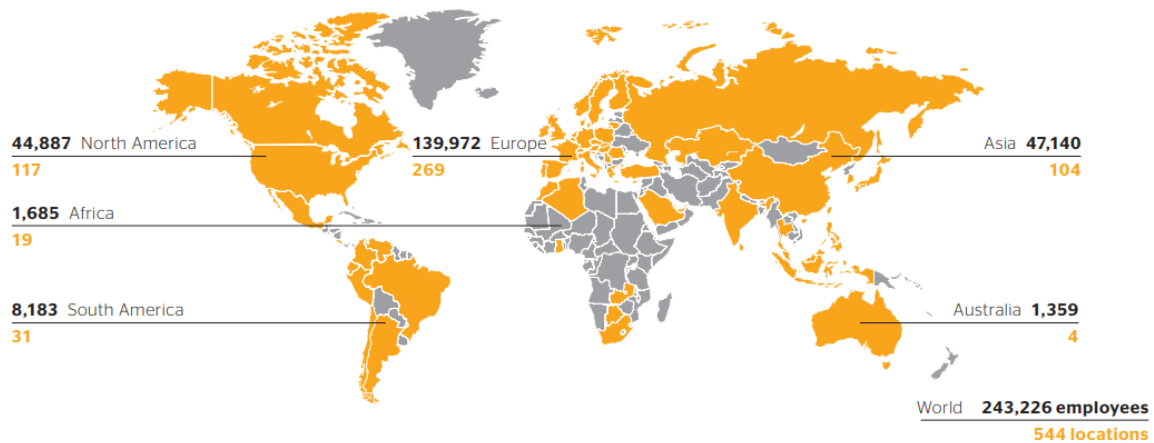 44,887 North America
117
139,972 Europe
269
Asia 47,140
104
1,685 Africa
19
8,183 South America
31
Australia 1,359
4
World 243,226 employees
544 locations